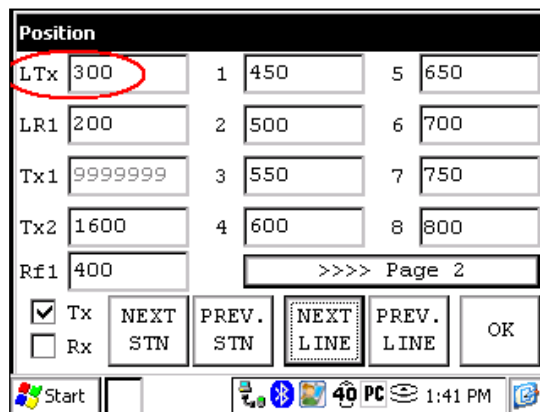 Position
LTx 300 1 450 5 650
LR1 200 2 500 6 700
Tx1 9999999 3 550 7 750
Tx2 1600 4 600 8 800
Rf1 400 >>>> Page 2
Tx
Rx
NEXT STN
PREV. STN
NEXT LINE
PREV. LINE
OK
Start 40 PC 1:41 PM